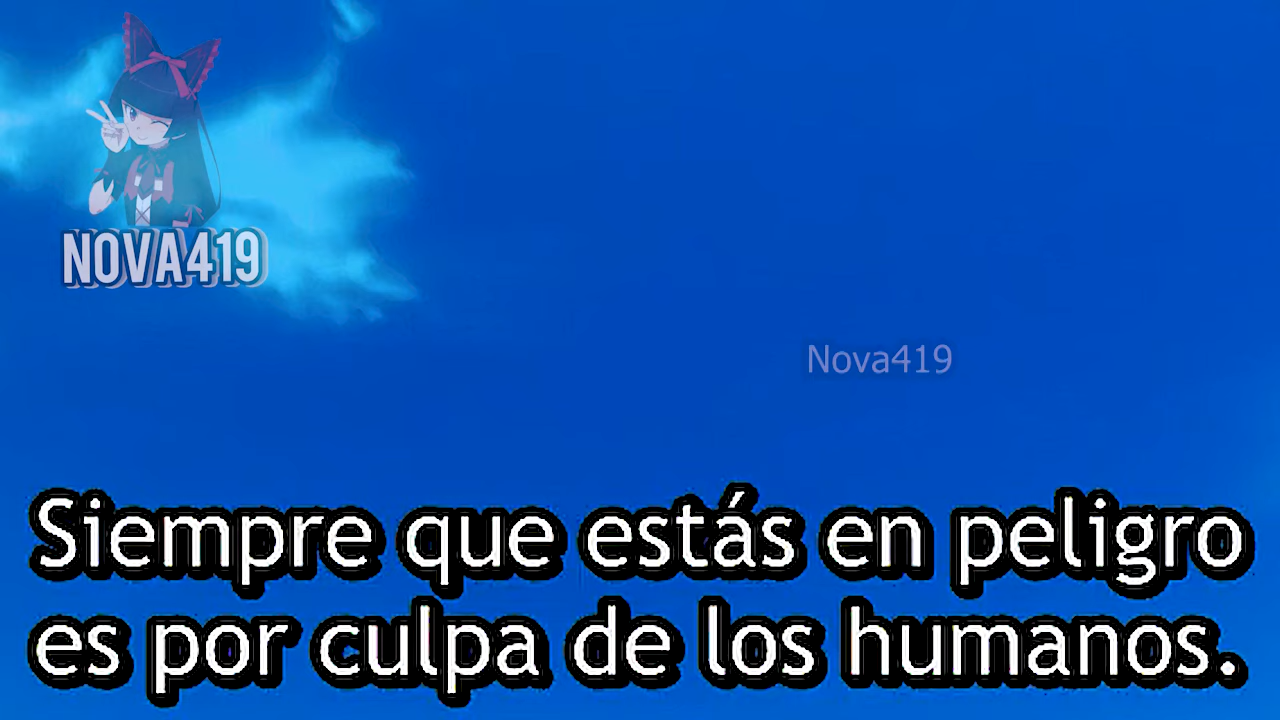 NOVA419
Nova419
Siempre que estás en peligro
es por culpa de los humanos.